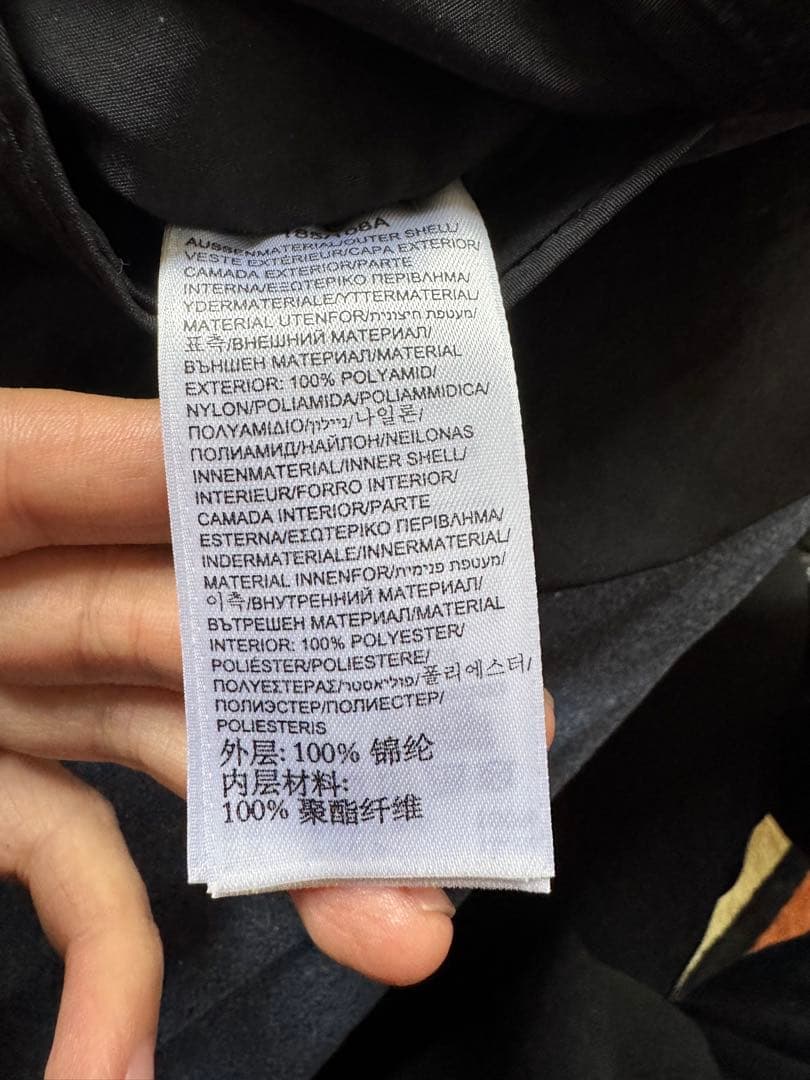 AUSSENMATERIAL/OUTER SHELL/
VESTE EXTÉRIEUR/CAPA EXTERIOR/
CAMADA EXTERIOR/PARTE
INTERNA/ΕΞΩΤΕΡΙΚΟ ΠΕΡΙΒΛΗΜΑ/
YDERMATERIALE/YTTERMATERIAL/
MATERIAL UTENFOR/מעטפת חיצונית/
表측/ВНЕШНИЙ МАТЕРИАЛ/
ВЪНШЕН МАТЕРИАЛ/MATERIAL
EXTERIOR: 100% POLYAMID/
NYLON/POLIAMIDA/POLIAMMIDICA/
ΠΟΛΥΑΜΙΔΙΟ/ניילון/나일론/
ПОЛИАМИД/НАЙЛОН/NEILONAS
INNENMATERIAL/INNER SHELL/
INTERIEUR/FORRO INTERIOR/
CAMADA INTERIOR/PARTE
ESTERNA/ΕΣΩΤΕΡΙΚΟ ΠΕΡΙΒΛΗΜΑ/
INDERMATERIALE/INNERMATERIAL/
MATERIAL INNENFOR/מעטפת פנימית/
이측/ВНУТРЕННИЙ МАТЕРИАЛ/
ВЪТРЕШЕН МАТЕРИАЛ/MATERIAL
INTERIOR: 100% POLYESTER/
POLIÉSTER/POLIESTERE/
ΠΟΛΥΕΣΤΕΡΑΣ/פוליאסטר/폴리에스터/
ПОЛИЭСТЕР/ПОЛИЕСТЕР/
POLIESTERIS
外层: 100% 锦纶
内层材料:
100% 聚酯纤维